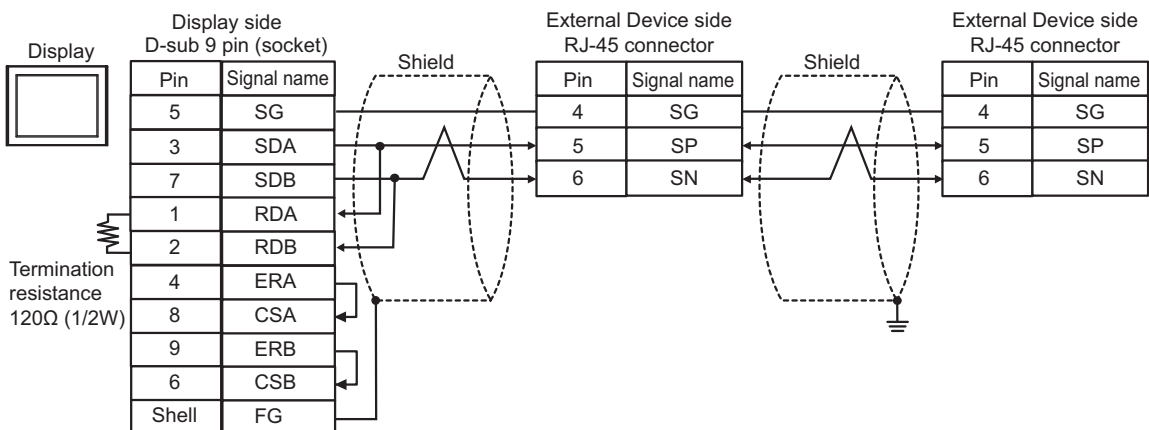 Display side
D-sub 9 pin (socket)
External Device side
RJ-45 connector
External Device side
RJ-45 connector
Display
Shield
Shield
Pin Signal name
Pin Signal name
Pin Signal name
5 SG
4 SG
4 SG
3 SDA
5 SP
5 SP
7 SDB
6 SN
6 SN
1 RDA
2 RDB
4 ERA
8 CSA
9 ERB
6 CSB
Shell FG
Termination
resistance
120Ω (1/2W)